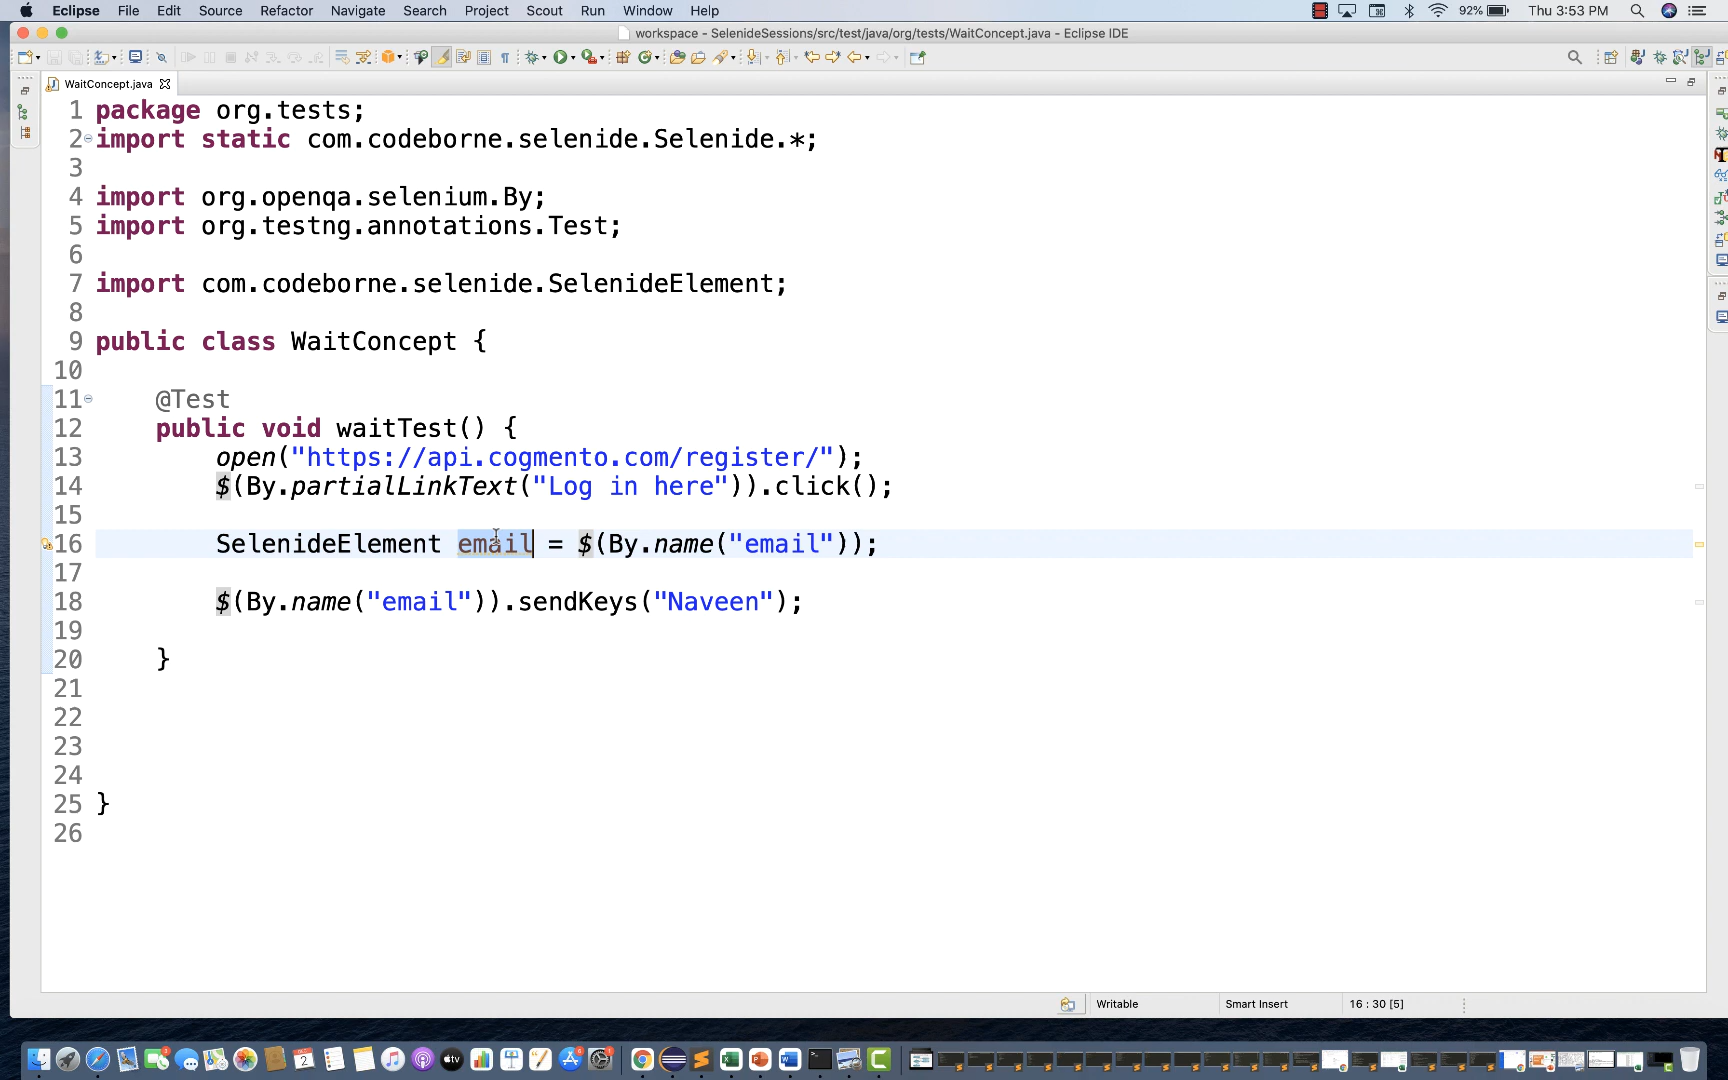 Eclipse File Edit Source Refactor Navigate Search Project Scout Run Window Help 92% Thu 3:53 PM
workspace - SelenideSessions/src/test/java/org/tests/WaitConcept.java - Eclipse IDE
WaitConcept.java
1 package org.tests;
2 import static com.codeborne.selenide.Selenide.*;
3
4 import org.openqa.selenium.By;
5 import org.testng.annotations.Test;
6
7 import com.codeborne.selenide.SelenideElement;
8
9 public class WaitConcept {
10
11 @Test
12 public void waitTest() {
13 open("https://api.cogmento.com/register/");
14 $(By.partialLinkText("Log in here")).click();
15
16 SelenideElement email = $(By.name("email"));
17
18 $(By.name("email")).sendKeys("Naveen");
19
20 }
21
22
23
24
25 }
26
Writable Smart Insert 16 : 30 [5]